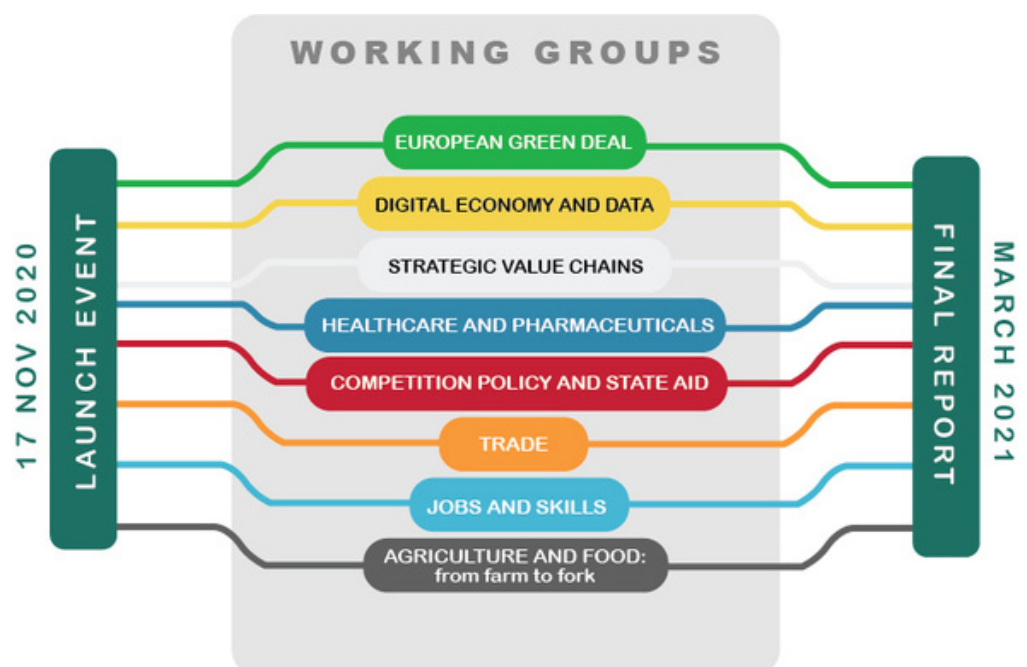 WORKING GROUPS
17 NOV 2020
LAUNCH EVENT
EUROPEAN GREEN DEAL
DIGITAL ECONOMY AND DATA
STRATEGIC VALUE CHAINS
HEALTHCARE AND PHARMACEUTICALS
COMPETITION POLICY AND STATE AID
TRADE
JOBS AND SKILLS
AGRICULTURE AND FOOD:
from farm to fork
FINAL REPORT
MARCH 2021